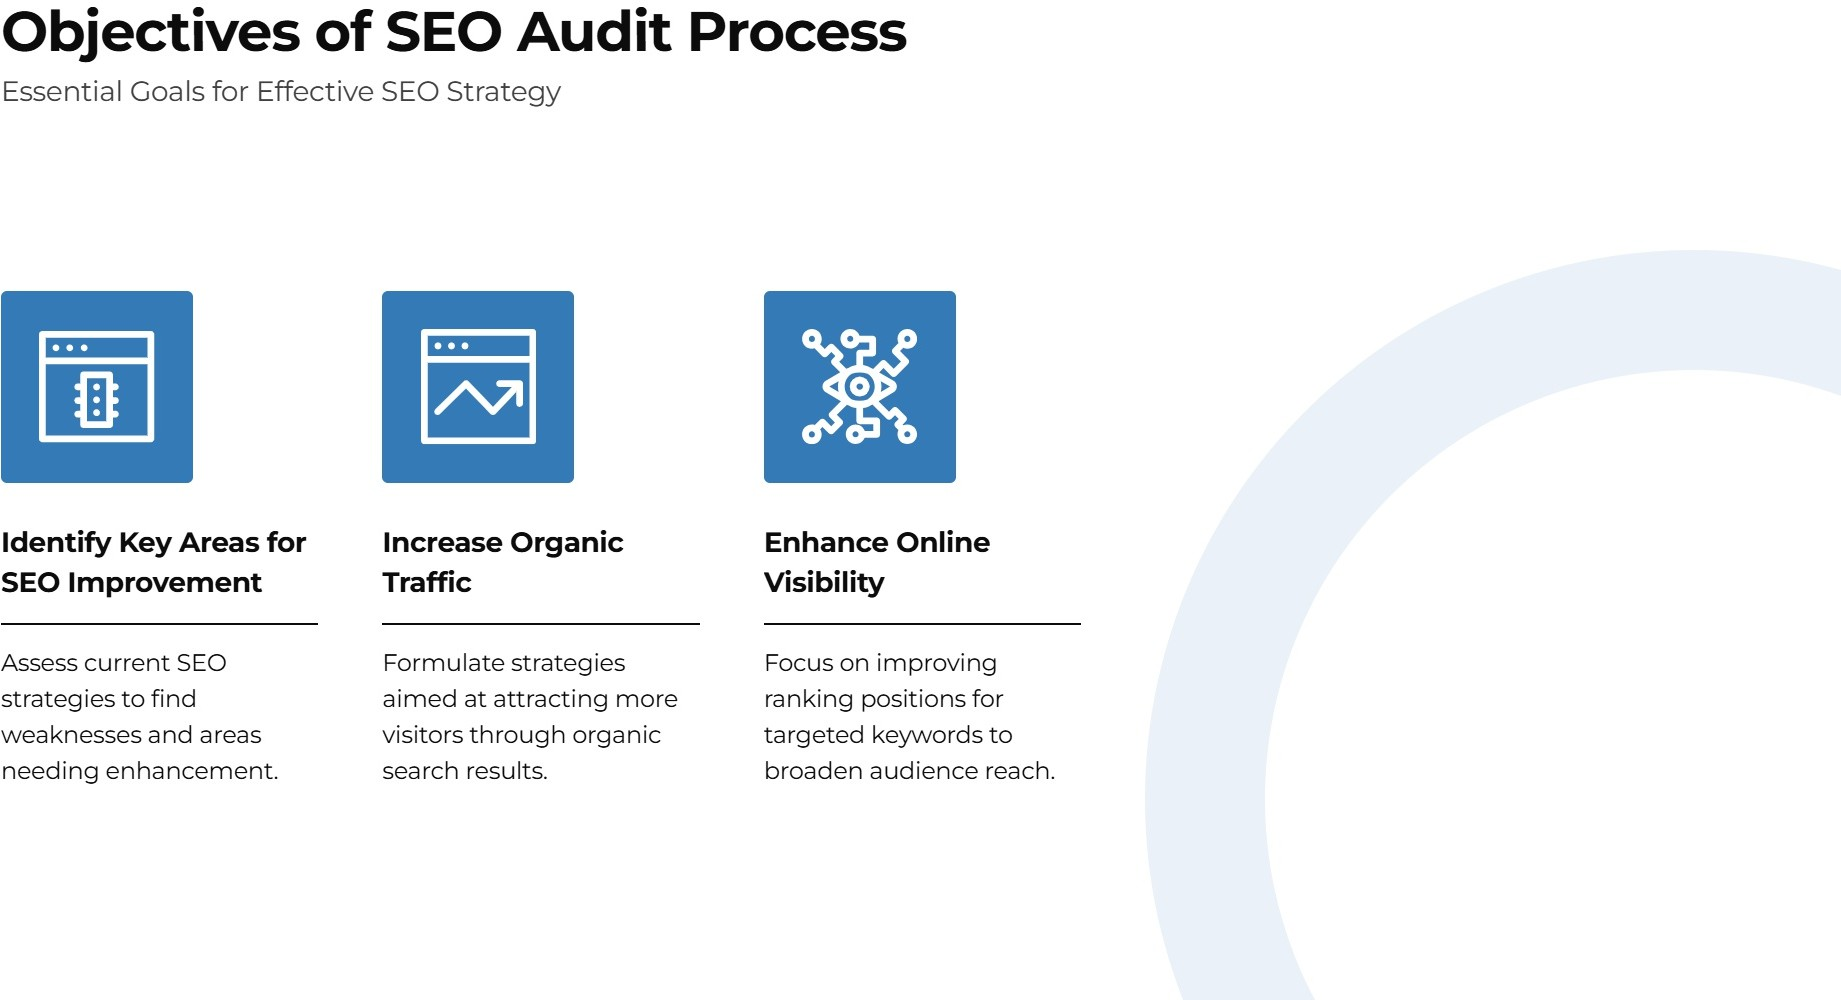 Objectives of SEO Audit Process
Essential Goals for Effective SEO Strategy
Identify Key Areas for
SEO Improvement
Assess current SEO
strategies to find
weaknesses and areas
needing enhancement.
Increase Organic
Traffic
Formulate strategies
aimed at attracting more
visitors through organic
search results.
Enhance Online
Visibility
Focus on improving
ranking positions for
targeted keywords to
broaden audience reach.